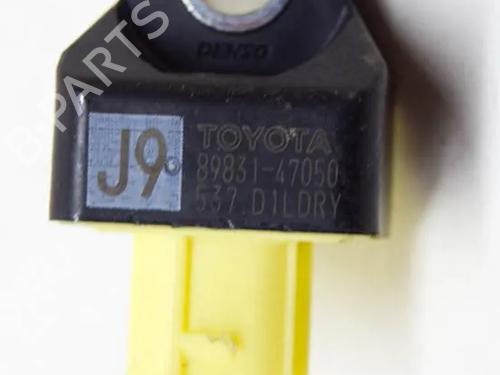 DENSO
J9
TOYOTA
89831-47050
537 D1LDRY
B-PARTS